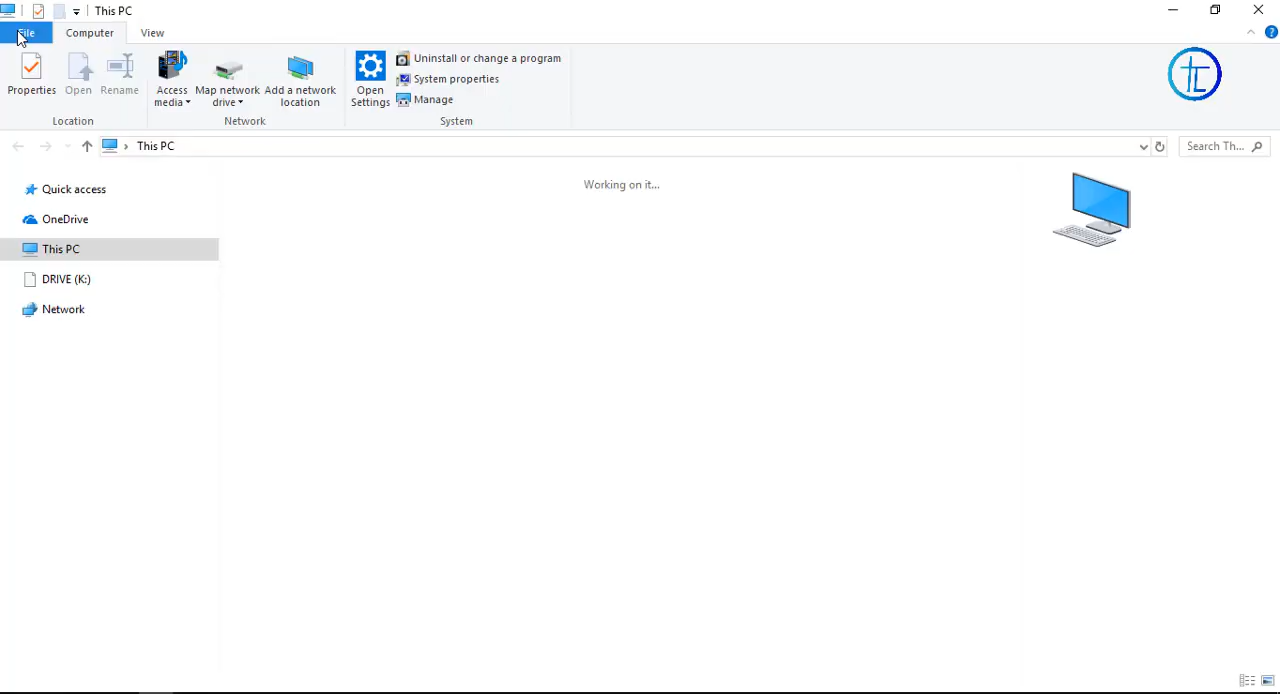 This PC
File Computer View
Properties Open Rename Access media Map network drive Add a network location Open Settings
Uninstall or change a program
System properties
Manage
Location Network System
This PC Search Th...
Quick access
OneDrive
This PC
DRIVE (K:)
Network
Working on it...